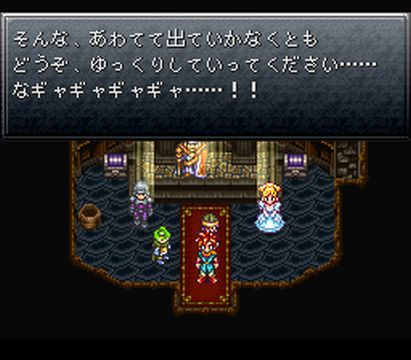 そんな、あわてて出ていかなくとも
どうぞ、ゆっくりしていってください……
なギャギャギャギャ……！！